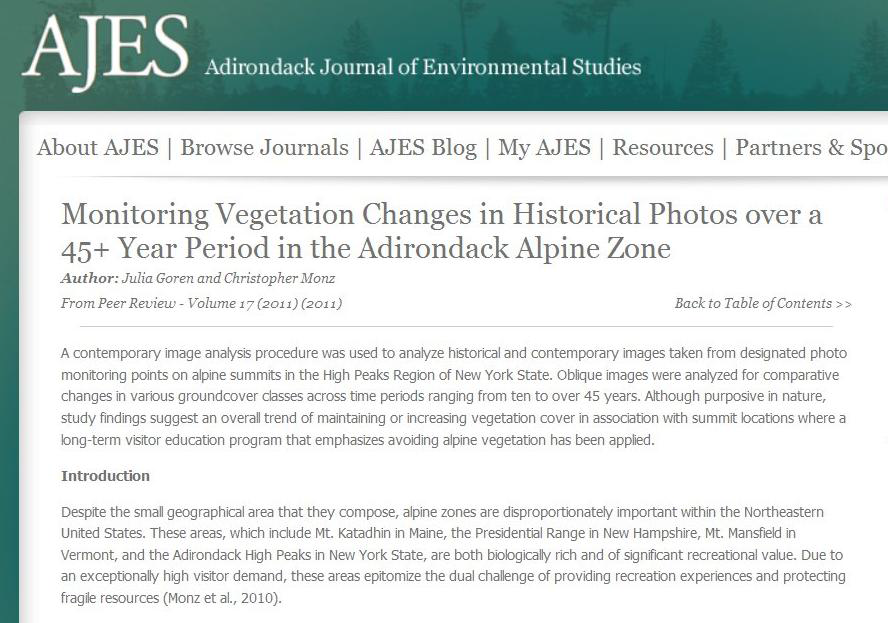 AJES Adirondack Journal of Environmental Studies
About AJES | Browse Journals | AJES Blog | My AJES | Resources | Partners & Spo
Monitoring Vegetation Changes in Historical Photos over a
45+ Year Period in the Adirondack Alpine Zone
Author: Julia Goren and Christopher Monz
From Peer Review - Volume 17 (2011) (2011) Back to Table of Contents >>
A contemporary image analysis procedure was used to analyze historical and contemporary images taken from designated photo
monitoring points on alpine summits in the High Peaks Region of New York State. Oblique images were analyzed for comparative
changes in various groundcover classes across time periods ranging from ten to over 45 years. Although purposive in nature,
study findings suggest an overall trend of maintaining or increasing vegetation cover in association with summit locations where a
long-term visitor education program that emphasizes avoiding alpine vegetation has been applied.
Introduction
Despite the small geographical area that they compose, alpine zones are disproportionately important within the Northeastern
United States. These areas, which include Mt. Katadhin in Maine, the Presidential Range in New Hampshire, Mt. Mansfield in
Vermont, and the Adirondack High Peaks in New York State, are both biologically rich and of significant recreational value. Due to
an exceptionally high visitor demand, these areas epitomize the dual challenge of providing recreation experiences and protecting
fragile resources (Monz et al., 2010).